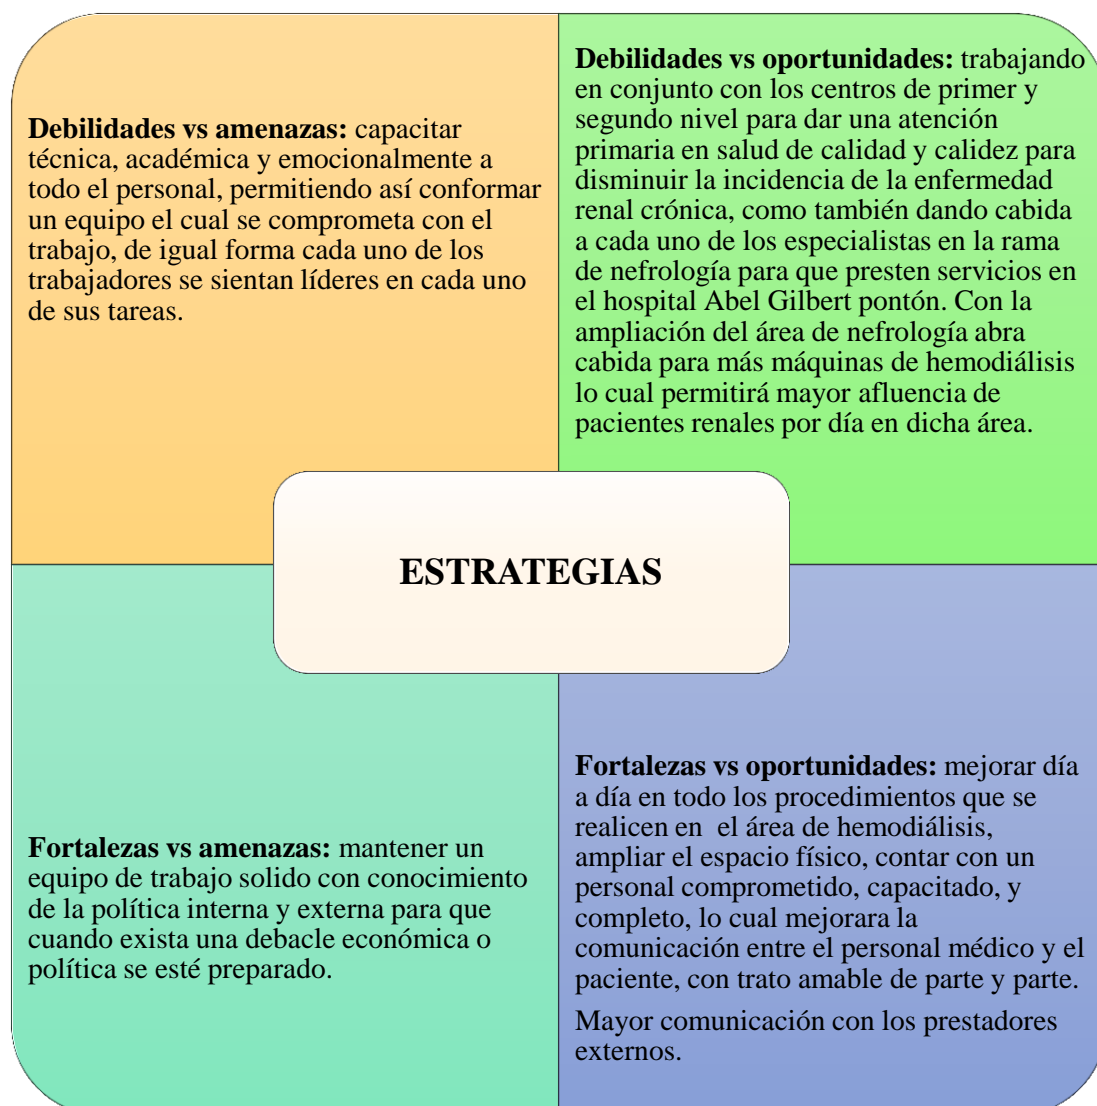 Debilidades vs amenazas: capacitar
técnica, académica y emocionalmente a
todo el personal, permitiendo así conformar
un equipo el cual se comprometa con el
trabajo, de igual forma cada uno de los
trabajadores se sientan líderes en cada uno
de sus tareas.
Debilidades vs oportunidades: trabajando
en conjunto con los centros de primer y
segundo nivel para dar una atención
primaria en salud de calidad y calidez para
disminuir la incidencia de la enfermedad
renal crónica, como también dando cabida
a cada uno de los especialistas en la rama
de nefrología para que presten servicios en
el hospital Abel Gilbert pontón. Con la
ampliación del área de nefrología abra
cabida para más máquinas de hemodiálisis
lo cual permitirá mayor afluencia de
pacientes renales por día en dicha área.
ESTRATEGIAS
Fortalezas vs amenazas: mantener un
equipo de trabajo solido con conocimiento
de la política interna y externa para que
cuando exista una debacle económica o
política se esté preparado.
Fortalezas vs oportunidades: mejorar día
a día en todo los procedimientos que se
realicen en  el área de hemodiálisis,
ampliar el espacio físico, contar con un
personal comprometido, capacitado, y
completo, lo cual mejorara la
comunicación entre el personal médico y el
paciente, con trato amable de parte y parte.
Mayor comunicación con los prestadores
externos.